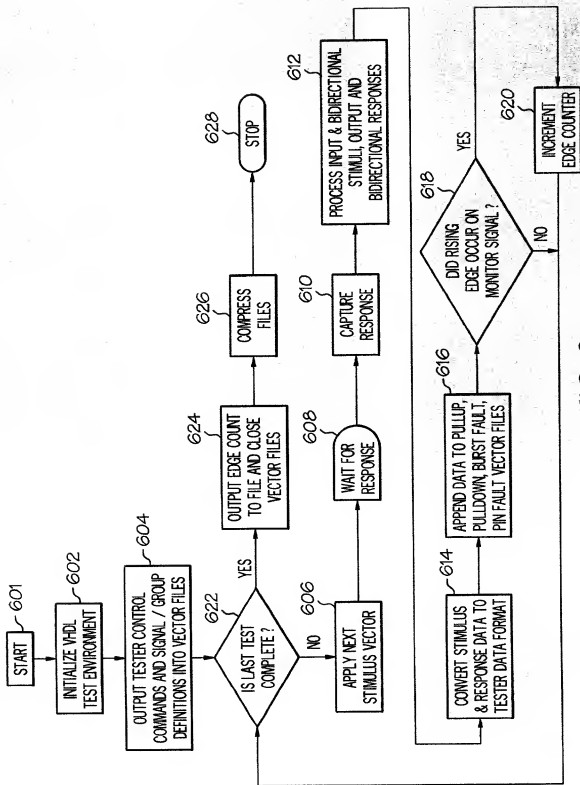 601
START
602
INITIALIZE VHDL
TEST ENVIRONMENT
604
OUTPUT TESTER CONTROL
COMMANDS AND SIGNAL / GROUP
DEFINITIONS INTO VECTOR FILES
622
IS LAST TEST
COMPLETE ?
YES
NO
624
OUTPUT EDGE COUNT
TO FILE AND CLOSE
VECTOR FILES
626
COMPRESS
FILES
628
STOP
606
APPLY NEXT
STIMULUS VECTOR
608
WAIT FOR
RESPONSE
610
CAPTURE
RESPONSE
612
PROCESS INPUT & BIDIRECTIONAL
STIMULI, OUTPUT AND
BIDIRECTIONAL RESPONSES
614
CONVERT STIMULUS
& RESPONSE DATA TO
TESTER DATA FORMAT
616
APPEND DATA TO PULLUP,
PULLDOWN, BURST FAULT,
PIN FAULT VECTOR FILES
618
DID RISING
EDGE OCCUR ON
MONITOR SIGNAL ?
YES
NO
620
INCREMENT
EDGE COUNTER